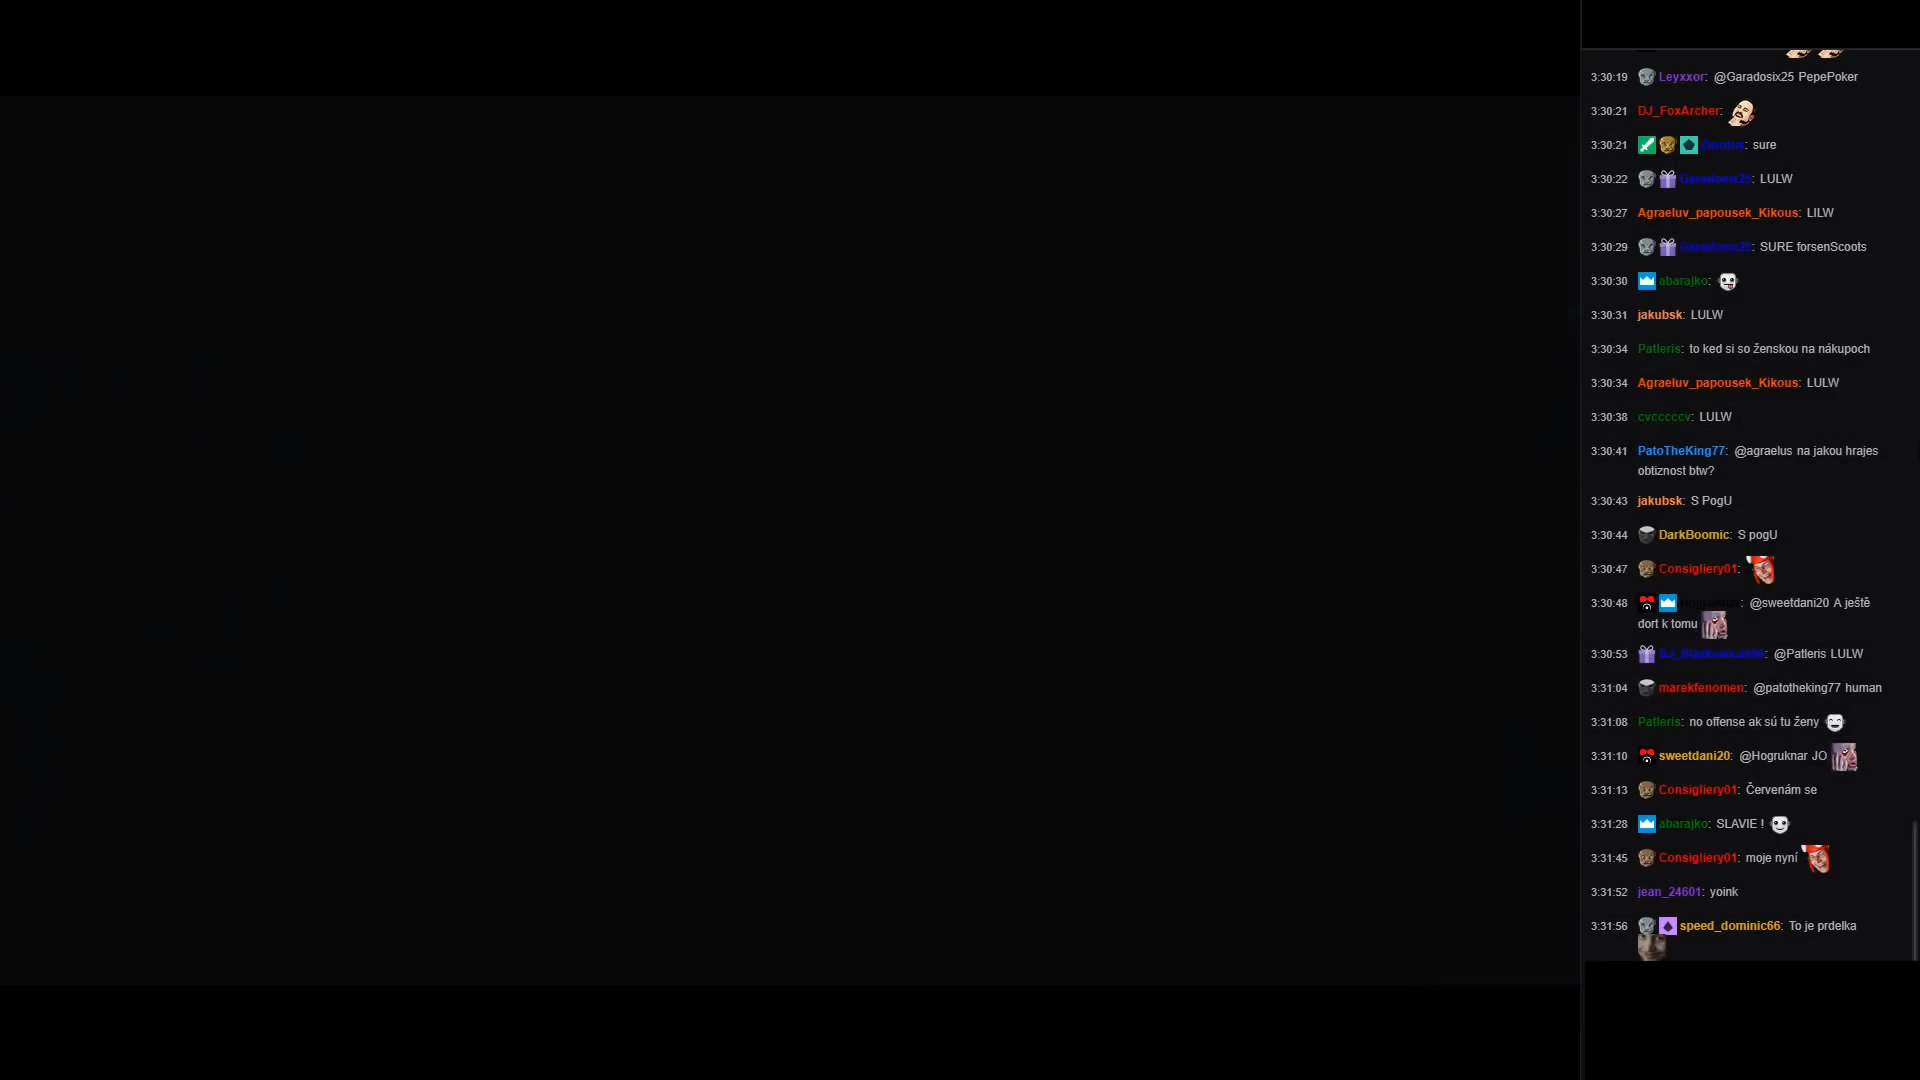 3:30:19 Leyxxor: @Garadosix25 PepePoker
3:30:21 DJ_FoxArcher:
3:30:21 : sure
3:30:22 Garadosix25: LULW
3:30:27 Agraeluv_papousek_Kikous: LILW
3:30:29 Garadosix25: SURE forsenScoots
3:30:30 abarajko:
3:30:31 jakubsk: LULW
3:30:34 Patleris: to ked si so ženskou na nákupoch
3:30:34 Agraeluv_papousek_Kikous: LULW
3:30:38 cvcccccv: LULW
3:30:41 PatoTheKing77: @agraelus na jakou hrajes
obtiznost btw?
3:30:43 jakubsk: S PogU
3:30:44 DarkBoomic: S pogU
3:30:47 Consigliery01:
3:30:48 : @sweetdani20 A ještě
dort k tomu
3:30:53 : @Patleris LULW
3:31:04 marekfenomen: @patotheking77 human
3:31:08 Patleris: no offense ak sú tu ženy
3:31:10 sweetdani20: @Hogruknar JO
3:31:13 Consigliery01: Červenám se
3:31:28 abarajko: SLAVIE !
3:31:45 Consigliery01: moje nyní
3:31:52 jean_24601: yoink
3:31:56 speed_dominic66: To je prdelka